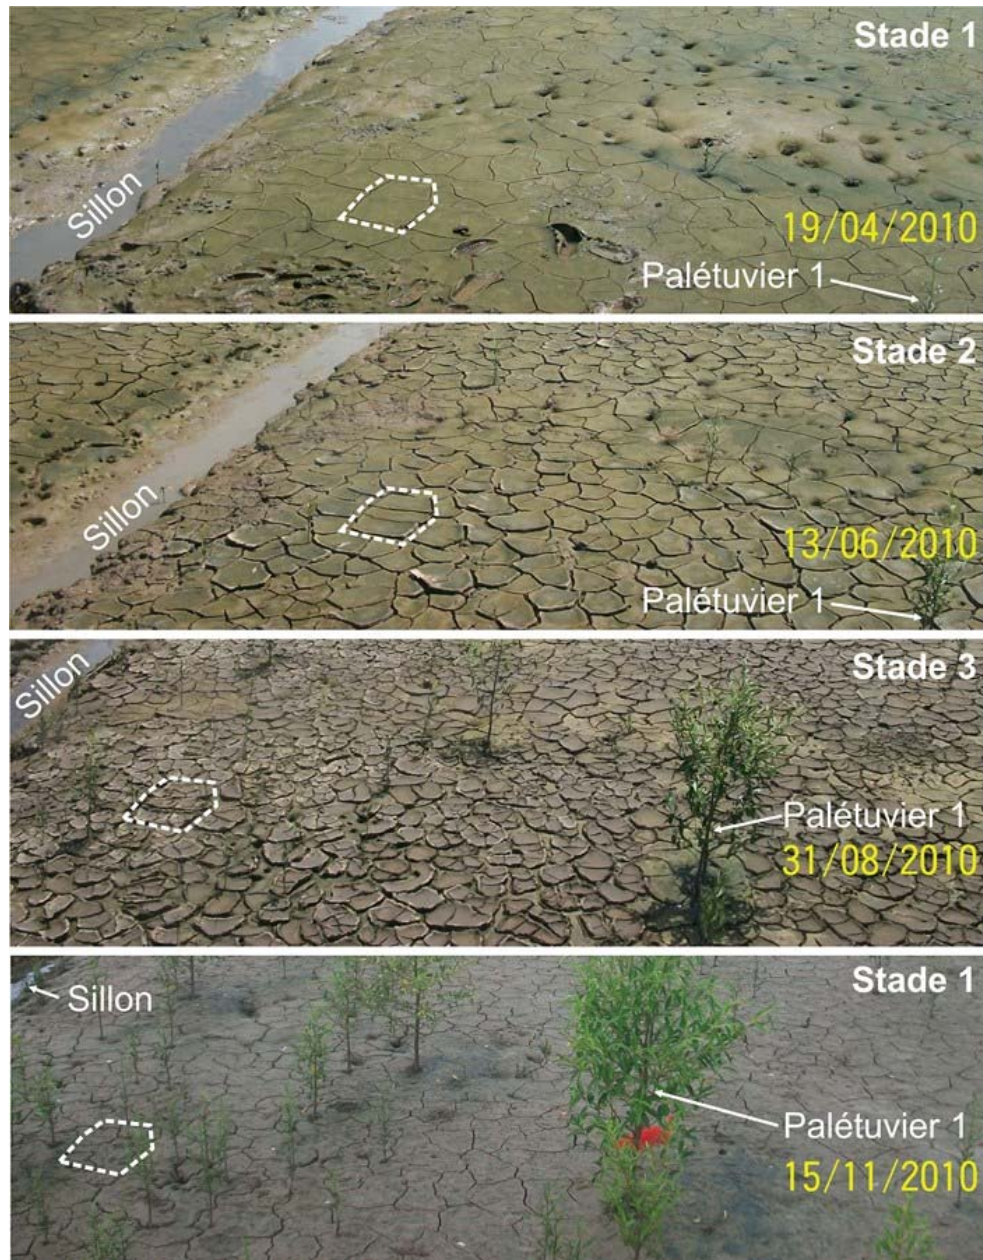 Stade 1
Sillon
19/04/2010
Palétuvier 1
Stade 2
Sillon
13/06/2010
Palétuvier 1
Stade 3
Sillon
Palétuvier 1
31/08/2010
Stade 1
Sillon
Palétuvier 1
15/11/2010